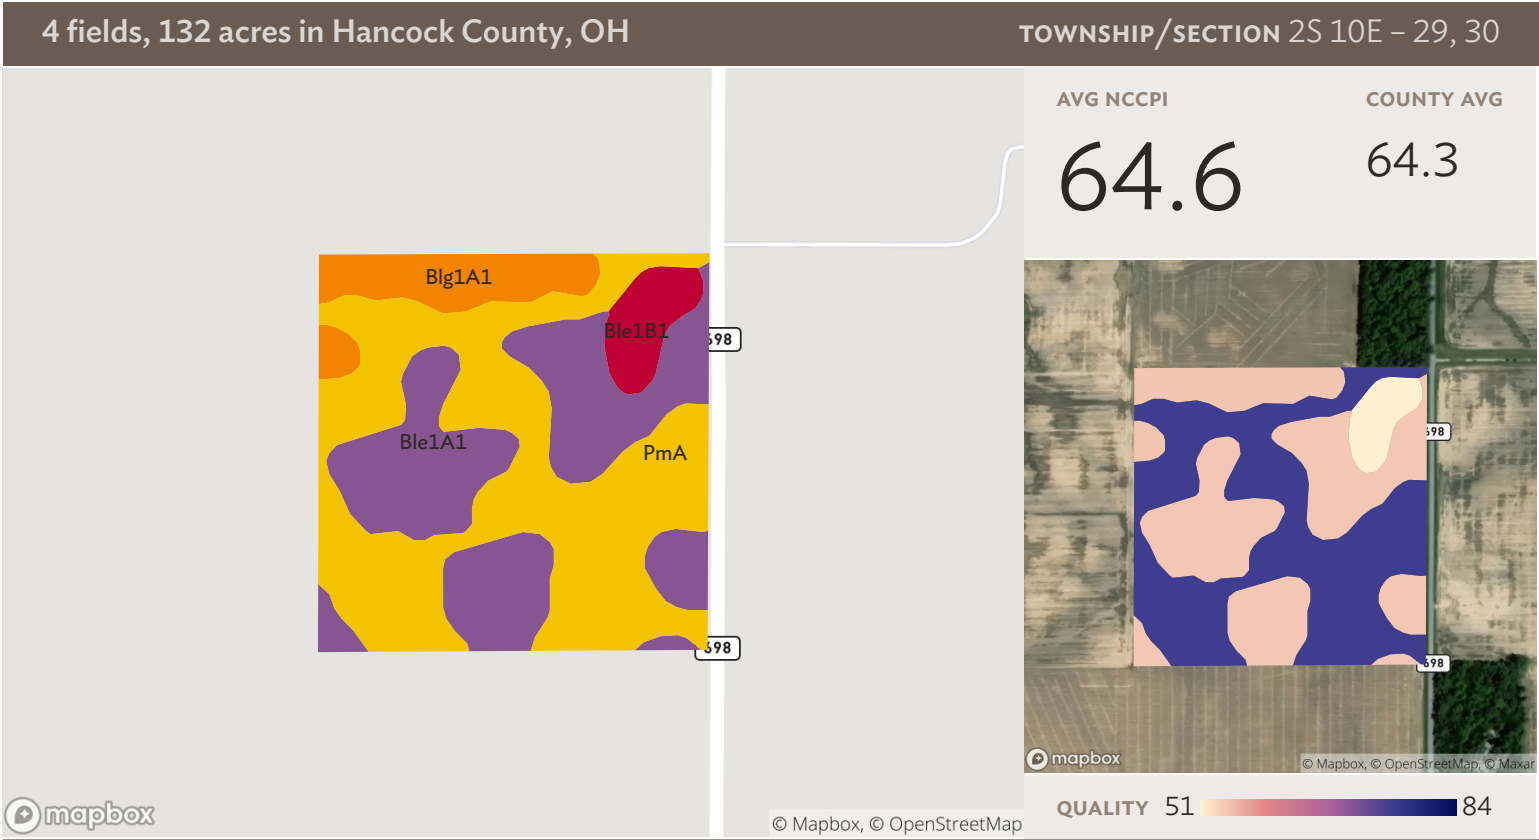 4 fields, 132 acres in Hancock County, OH
TOWNSHIP/SECTION 2S 10E – 29, 30
AVG NCCPI
COUNTY AVG
64.6
64.3
Blg1A1
Ble1B1
698
Ble1A1
PmA
698
mapbox
© Mapbox, © OpenStreetMap
698
698
mapbox
© Mapbox, © OpenStreetMap, © Maxar
QUALITY 51 84